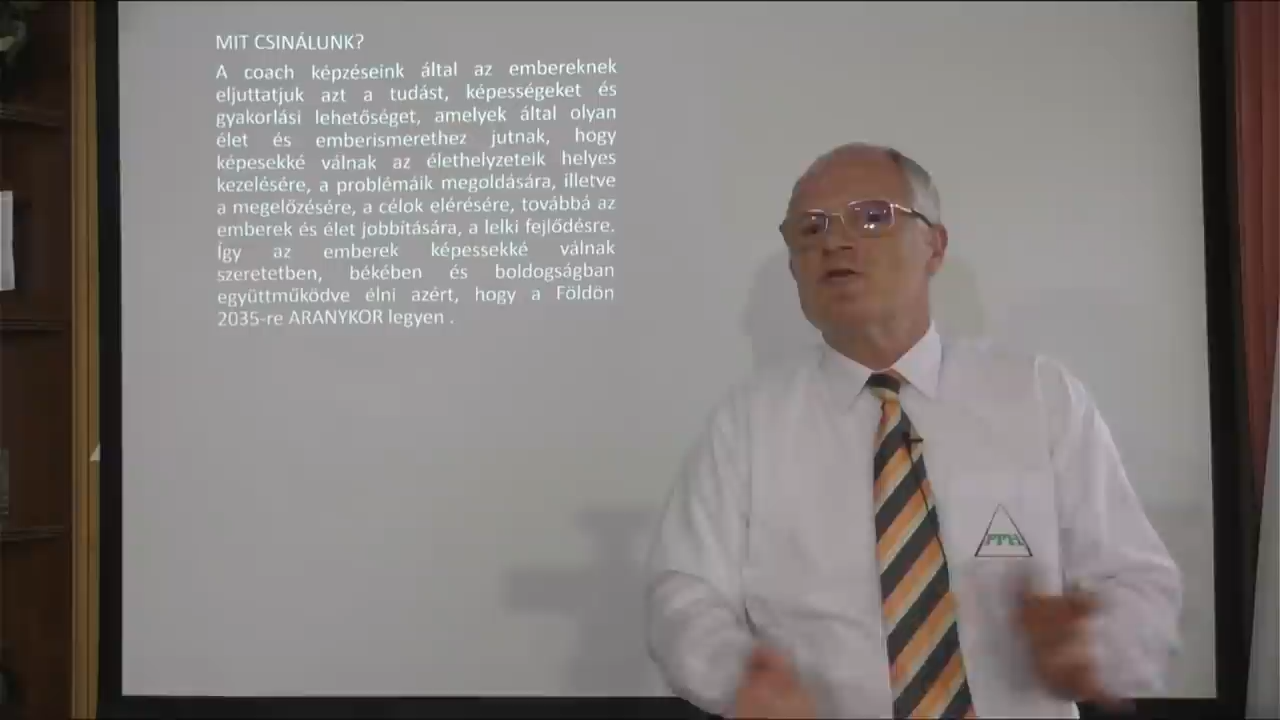 MIT CSINÁLUNK?
A coach képzéseink által az embereknek
eljuttatjuk azt a tudást, képességeket és
gyakorlási lehetőséget, amelyek által olyan
élet és emberismerethez jutnak, hogy
képesekké válnak az élethelyzeteik helyes
kezelésére, a problémáik megoldására, illetve
a megelőzésére, a célok elérésére, továbbá az
emberek és élet jobbítására, a lelki fejlődésre.
Így az emberek képessekké válnak
szeretetben, békében és boldogságban
együttműködve élni azért, hogy a Földön
2035-re ARANYKOR legyen .